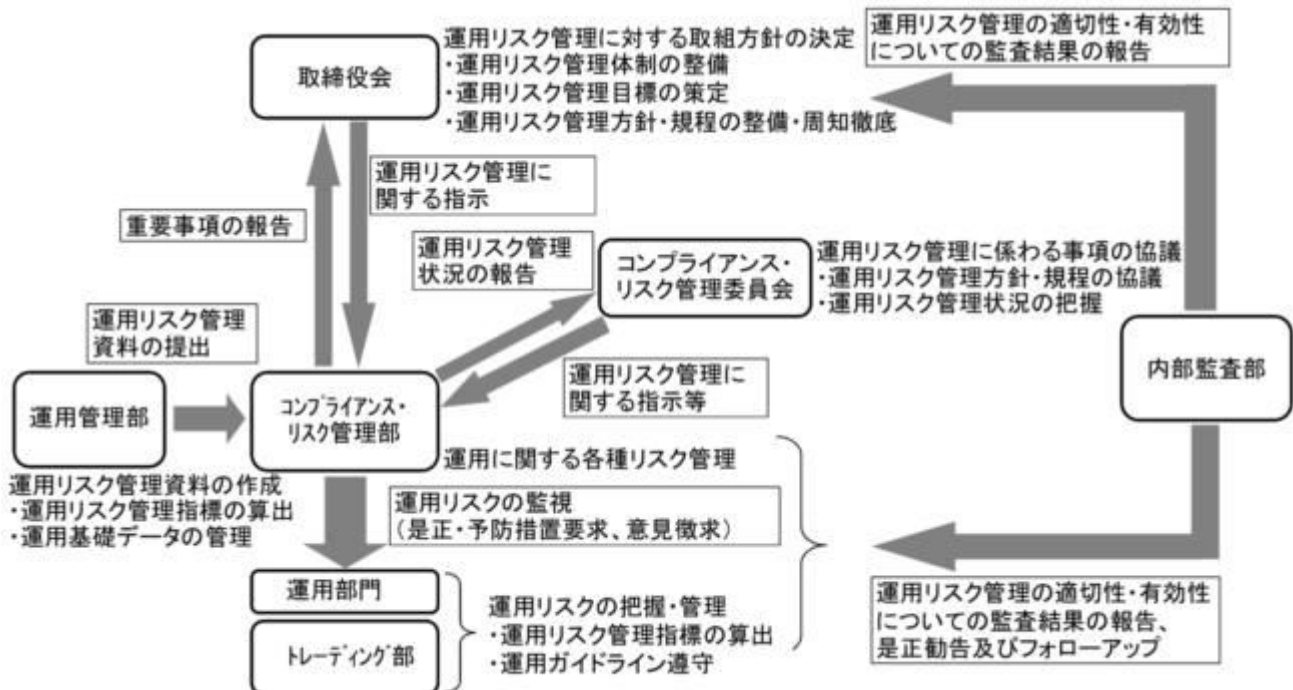 取締役会
運用リスク管理に対する取組方針の決定
・運用リスク管理体制の整備
・運用リスク管理目標の策定
・運用リスク管理方針・規程の整備・周知徹底
運用リスク管理の適切性・有効性
についての監査結果の報告
運用リスク管理に
関する指示
重要事項の報告
運用リスク管理
状況の報告
コンプライアンス・
リスク管理委員会
運用リスク管理に係わる事項の協議
・運用リスク管理方針・規程の協議
・運用リスク管理状況の把握
運用リスク管理
資料の提出
運用リスク管理に
関する指示等
内部監査部
運用管理部
コンプライアンス・
リスク管理部
運用に関する各種リスク管理
運用リスク管理資料の作成
・運用リスク管理指標の算出
・運用基礎データの管理
運用リスクの監視
（是正・予防措置要求、意見徴求）
運用部門
トレーディング部
運用リスクの把握・管理
・運用リスク管理指標の算出
・運用ガイドライン遵守
運用リスク管理の適切性・有効性
についての監査結果の報告、
是正勧告及びフォローアップ